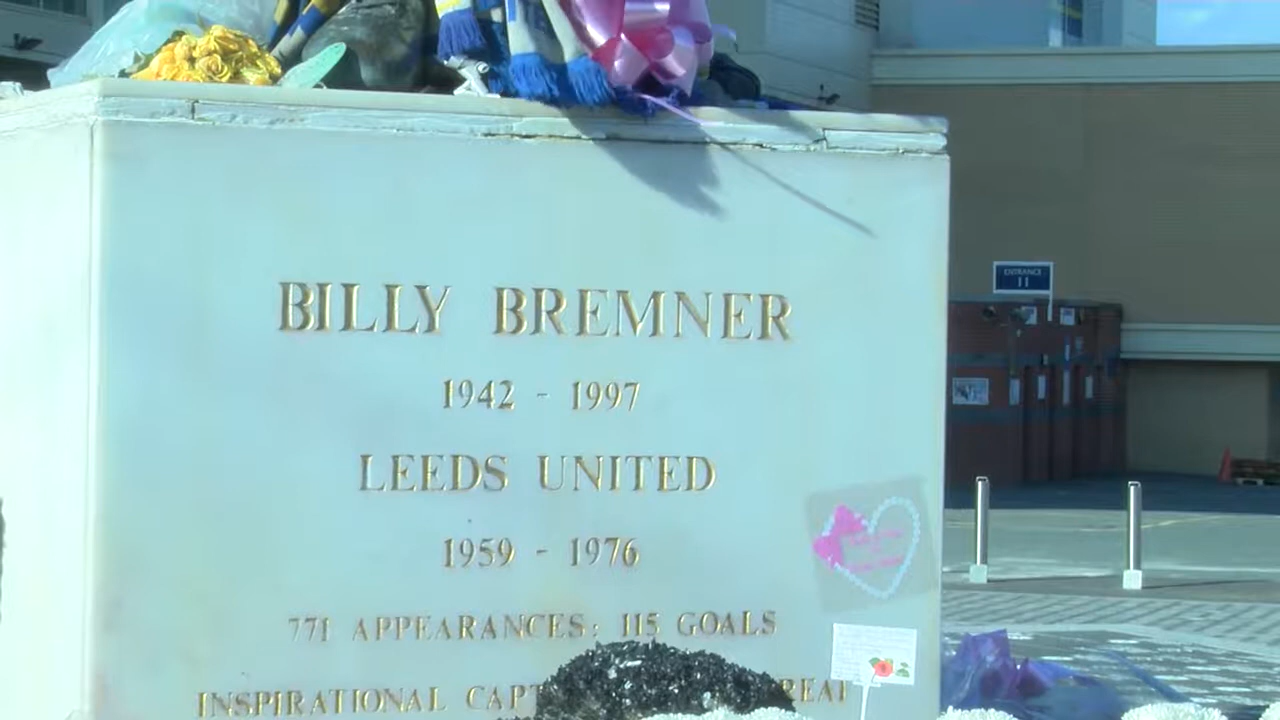 BILLY BREMNER
1942 - 1997
LEEDS UNITED
1959 - 1976
771 APPEARANCES: 115 GOALS
INSPIRATIONAL
ENTRANCE
11